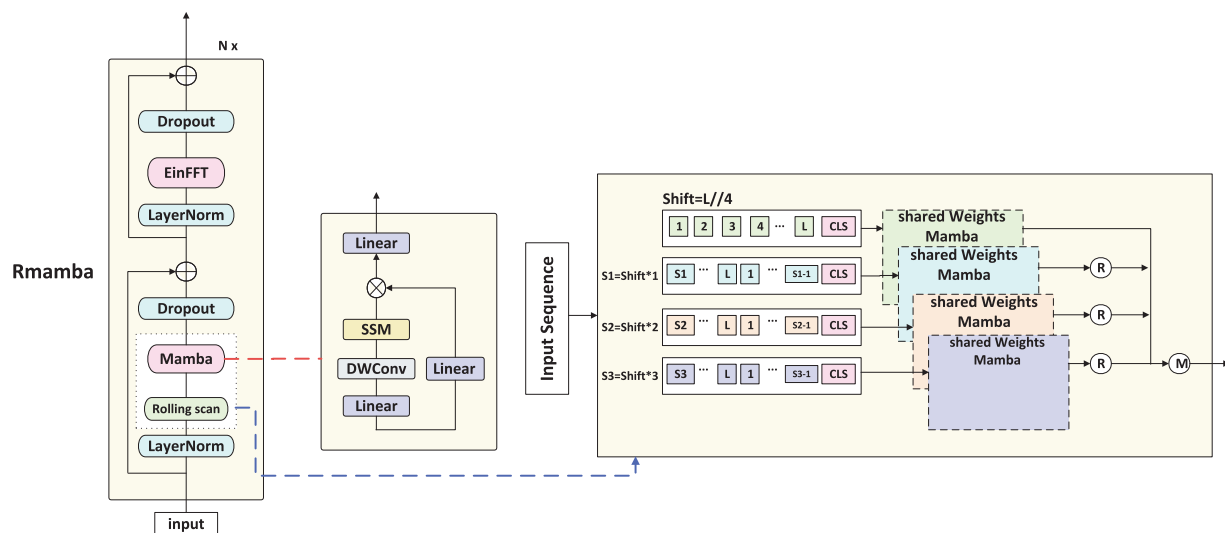 N x
Dropout
EinFFT
LayerNorm
Rmamba
Dropout
Mamba
Rolling scan
LayerNorm
input
Linear
SSM
DWConv
Linear
Linear
Input Sequence
Shift=L//4
1 2 3 4 ... L CLS
S1=Shift*1 S1 ... L 1 ... S1-1 CLS
S2=Shift*2 S2 ... L 1 ... S2-1 CLS
S3=Shift*3 S3 ... L 1 ... S3-1 CLS
shared Weights
Mamba
shared Weights
Mamba
shared Weights
Mamba
shared Weights
Mamba
R
R
R
M